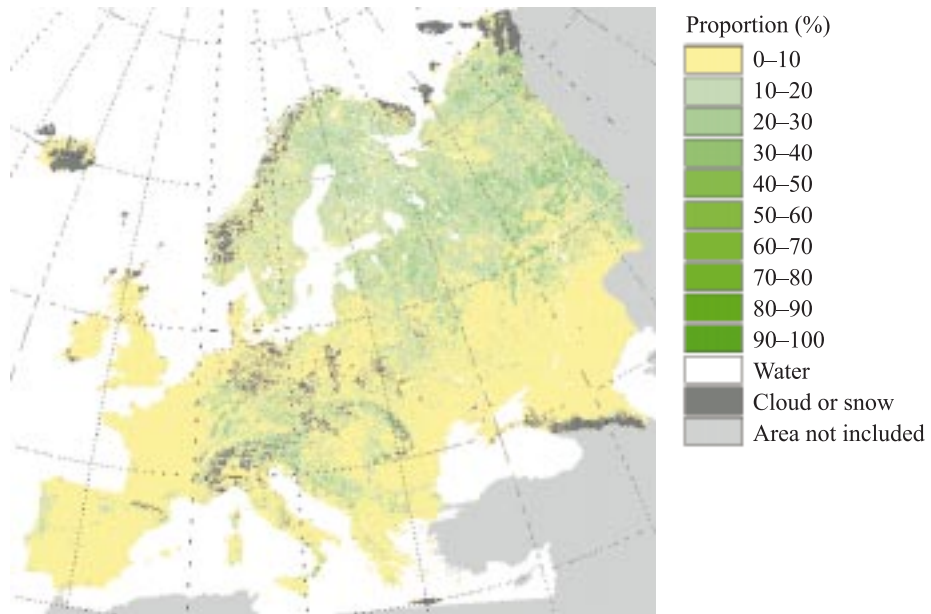 Proportion (%)
0–10
10–20
20–30
30–40
40–50
50–60
60–70
70–80
80–90
90–100
Water
Cloud or snow
Area not included